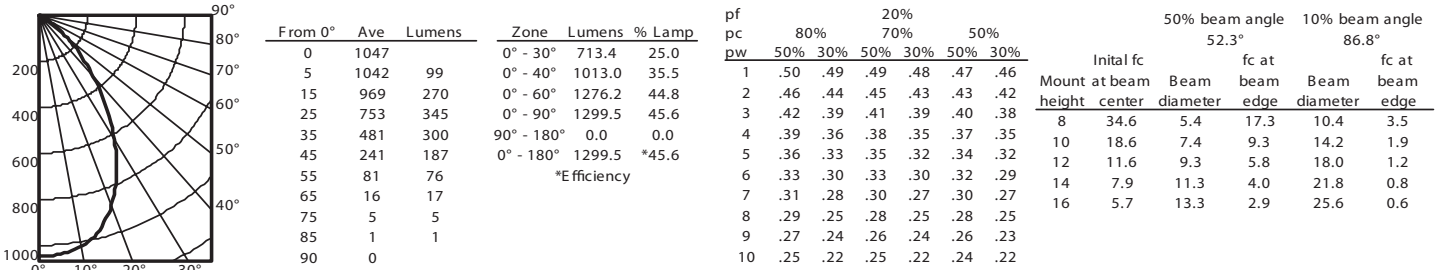 90°
80°
70°
60°
50°
40°
200
400
600
800
1000
0° 10° 20° 30°
From 0° Ave Lumens
0 1047
5 1042 99
15 969 270
25 753 345
35 481 300
45 241 187
55 81 76
65 16 17
75 5 5
85 1 1
90 0
Zone Lumens % Lamp
0° - 30° 713.4 25.0
0° - 40° 1013.0 35.5
0° - 60° 1276.2 44.8
0° - 90° 1299.5 45.6
90° - 180° 0.0 0.0
0° - 180° 1299.5 *45.6
*Efficiency
pf 20%
pc 80% 70% 50%
pw 50% 30% 50% 30% 50% 30%
1 .50 .49 .49 .48 .47 .46
2 .46 .44 .45 .43 .43 .42
3 .42 .39 .41 .39 .40 .38
4 .39 .36 .38 .35 .37 .35
5 .36 .33 .35 .32 .34 .32
6 .33 .30 .33 .30 .32 .29
7 .31 .28 .30 .27 .30 .27
8 .29 .25 .28 .25 .28 .25
9 .27 .24 .26 .24 .26 .23
10 .25 .22 .25 .22 .24 .22
50% beam angle 10% beam angle
52.3° 86.8°
Inital fc fc at fc at
Mount at beam Beam beam Beam beam
height center diameter edge diameter edge
8 34.6 5.4 17.3 10.4 3.5
10 18.6 7.4 9.3 14.2 1.9
12 11.6 9.3 5.8 18.0 1.2
14 7.9 11.3 4.0 21.8 0.8
16 5.7 13.3 2.9 25.6 0.6